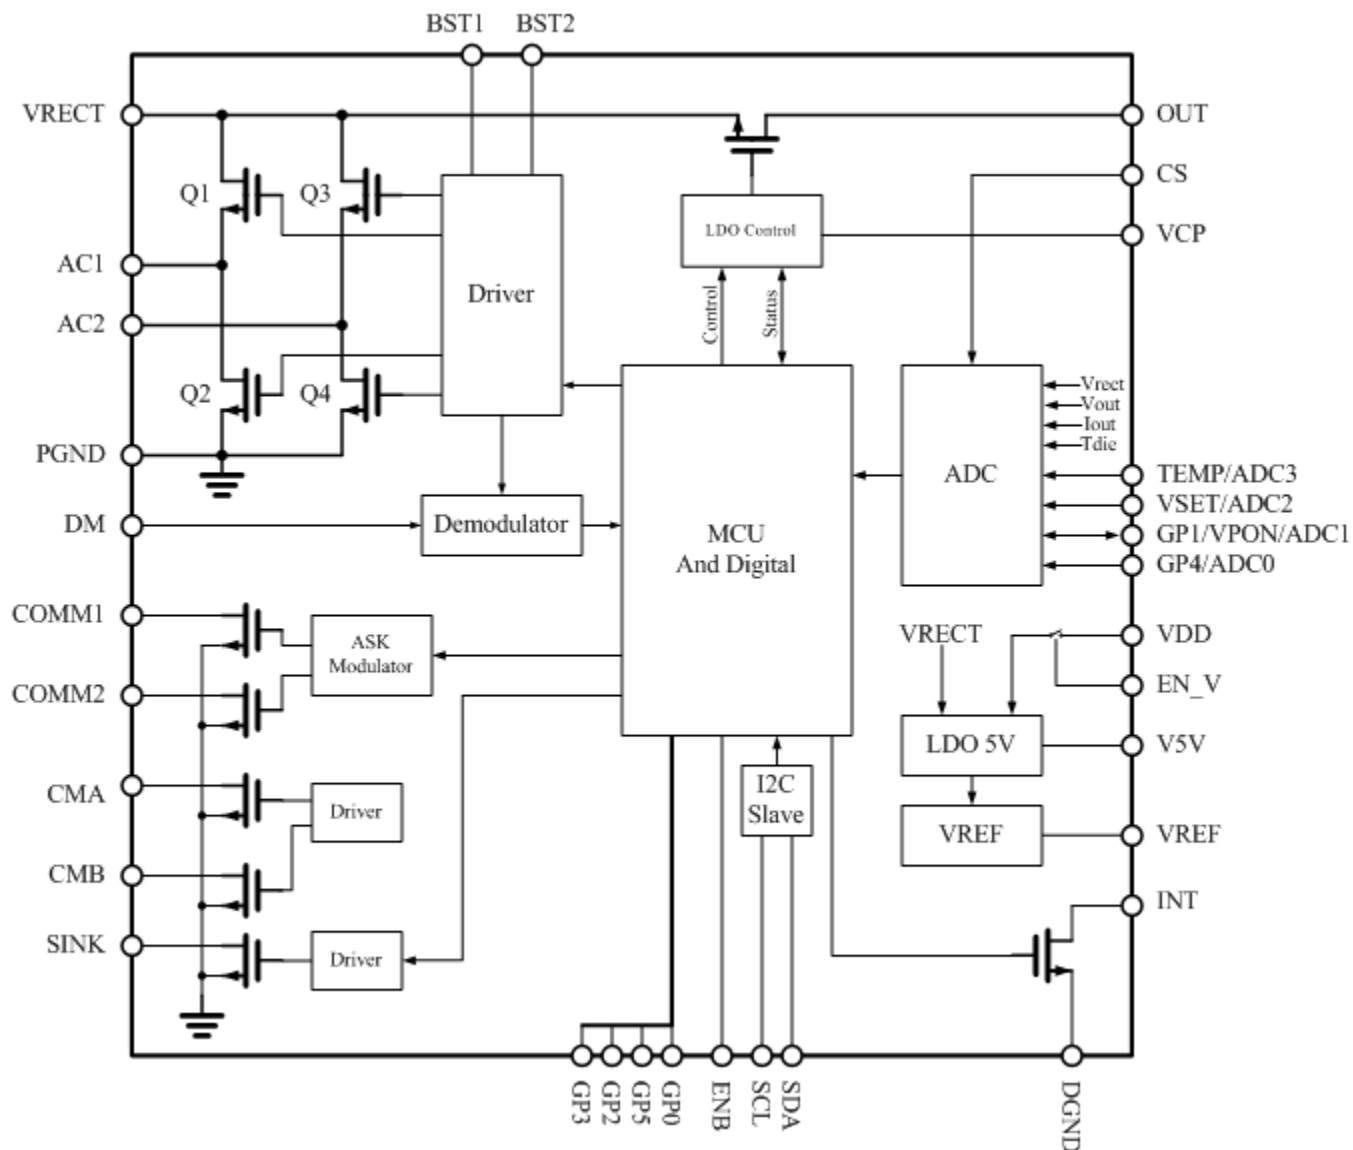 BST1 BST2
VRECT
OUT
Q1
Q3
CS
LDO Control
VCP
AC1
Driver
Control
Status
AC2
Q2
Q4
Vrect
Vout
Iout
Tdie
PGND
ADC
TEMP/ADC3
VSET/ADC2
DM
Demodulator
MCU
And Digital
GP1/VPON/ADC1
GP4/ADC0
COMM1
ASK
Modulator
VRECT
VDD
COMM2
EN_V
LDO 5V
V5V
CMA
Driver
I2C
Slave
VREF
VREF
CMB
INT
SINK
Driver
GP3
GP2
GP5
GP0
ENB
SCL
SDA
DGND